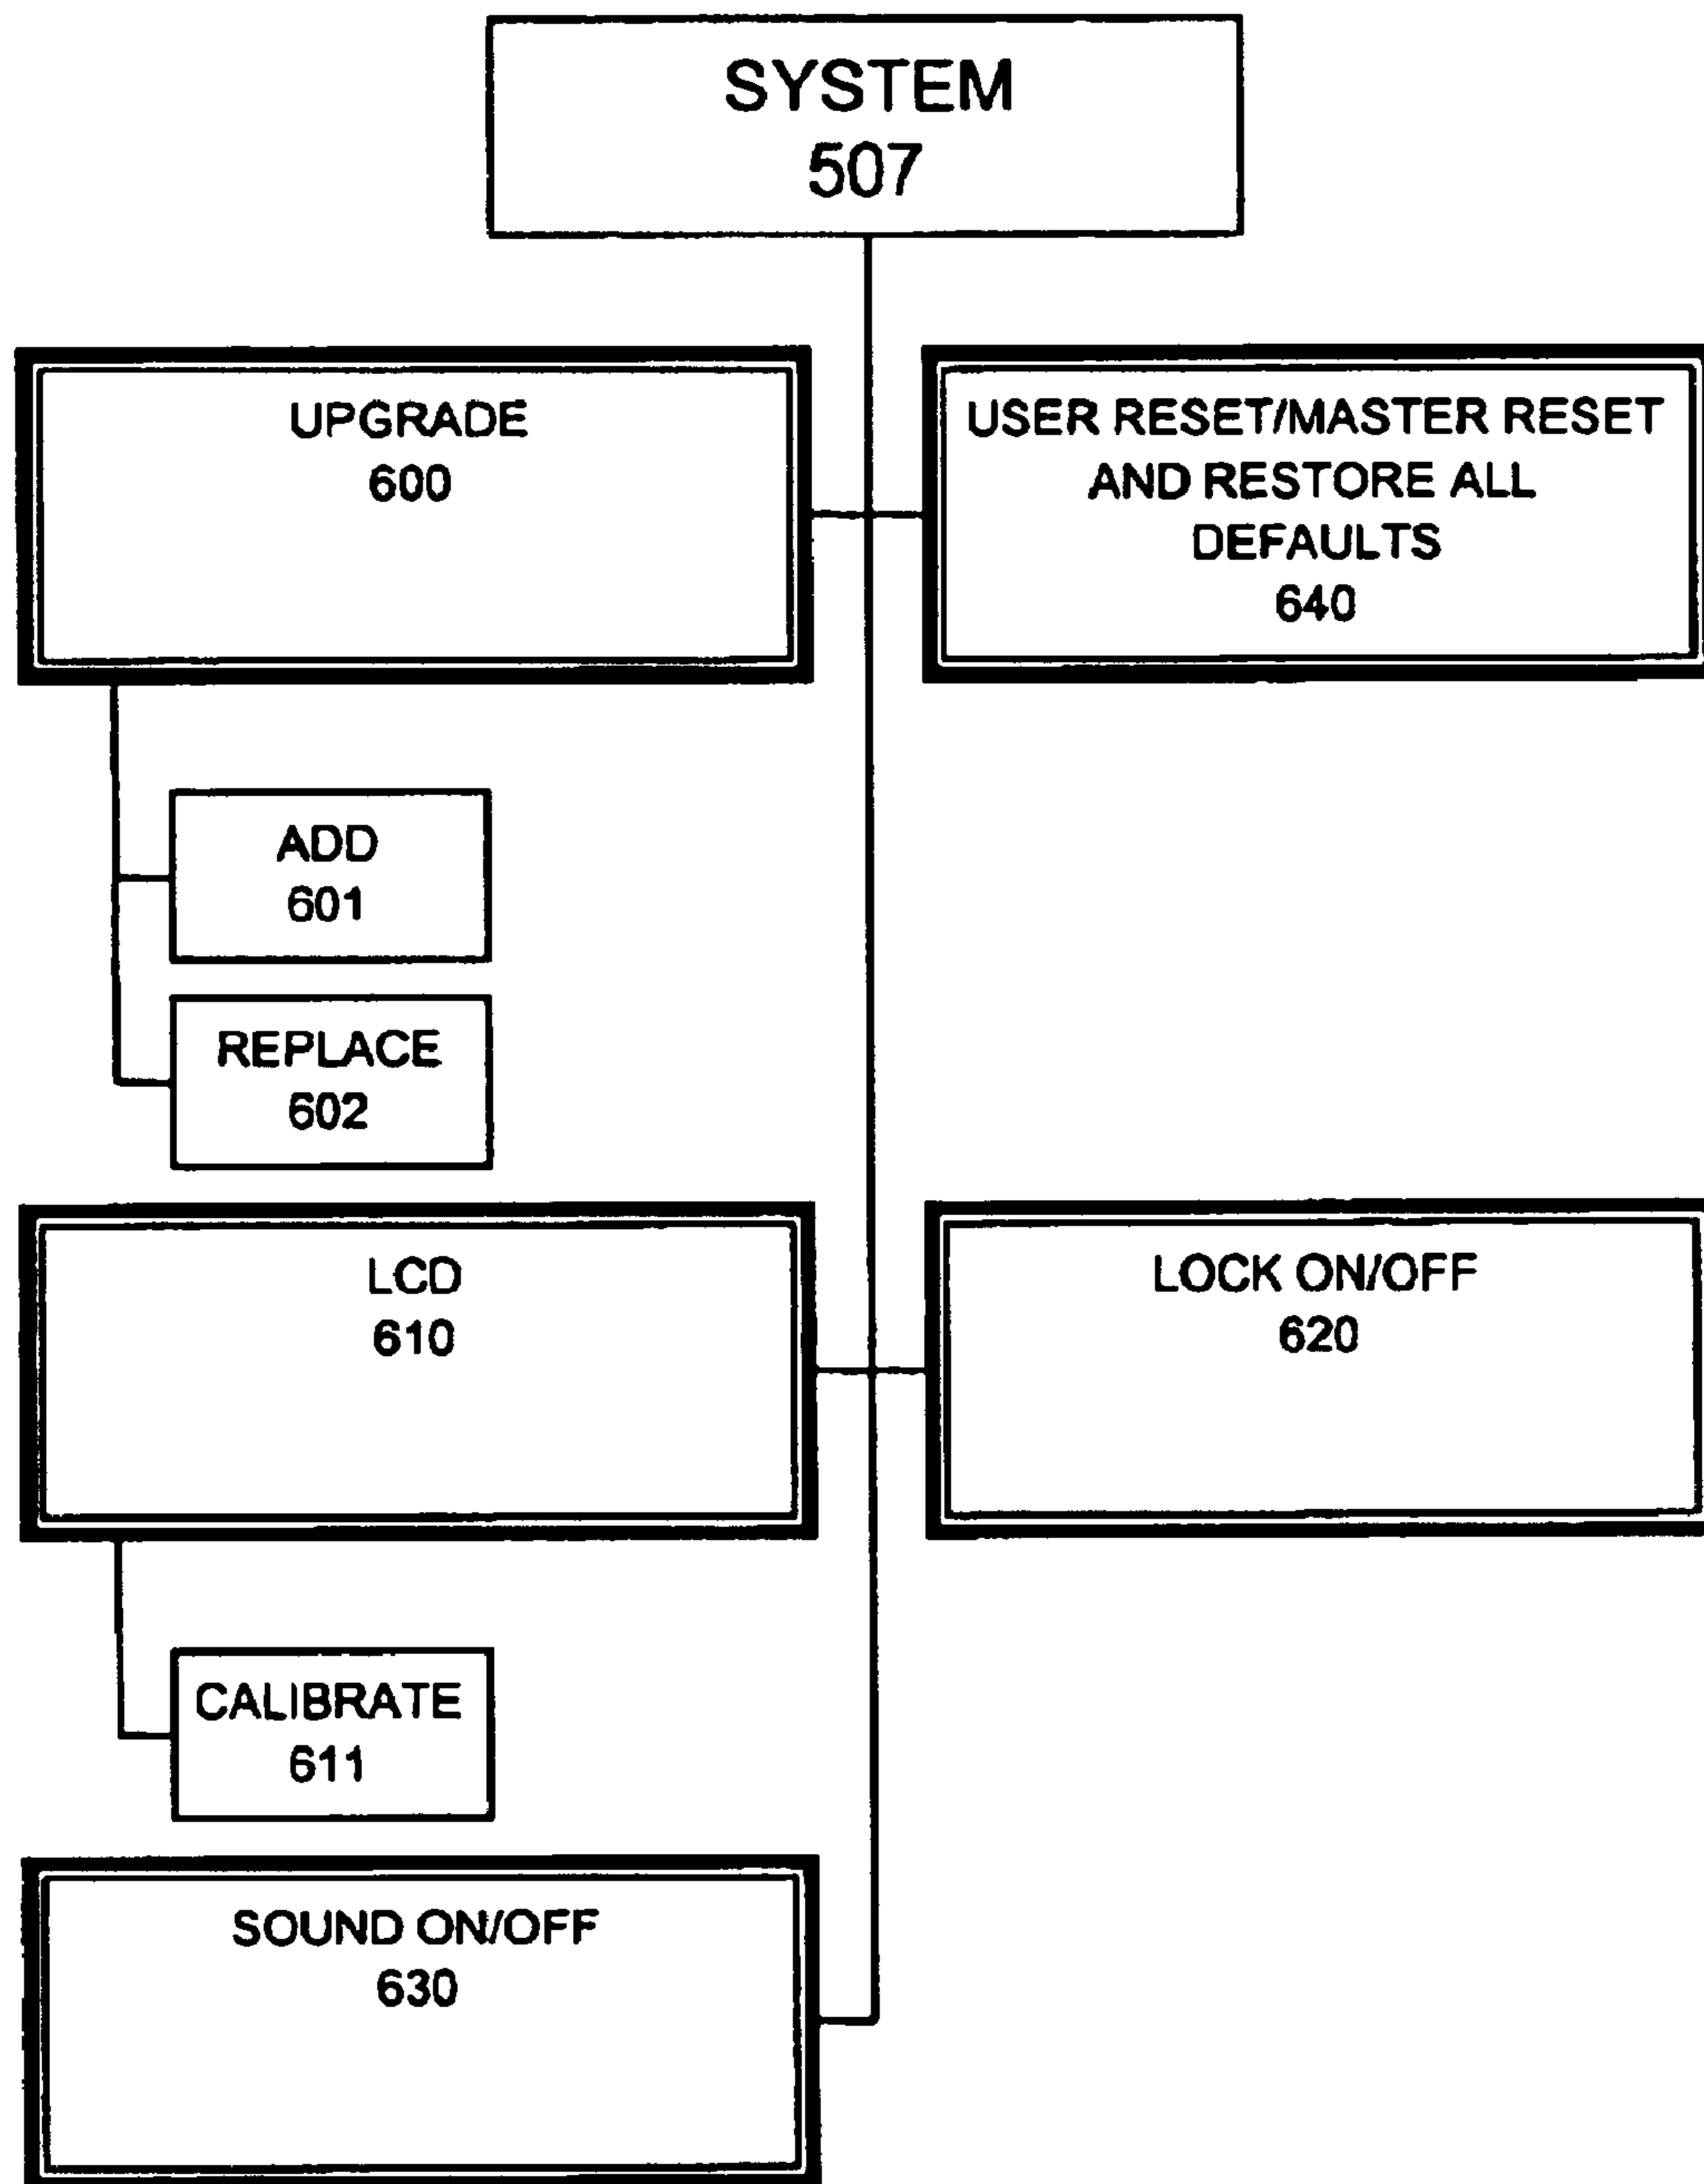 SYSTEM
507
UPGRADE
600
USER RESET/MASTER RESET
AND RESTORE ALL
DEFAULTS
640
ADD
601
REPLACE
602
LCD
610
LOCK ON/OFF
620
CALIBRATE
611
SOUND ON/OFF
630